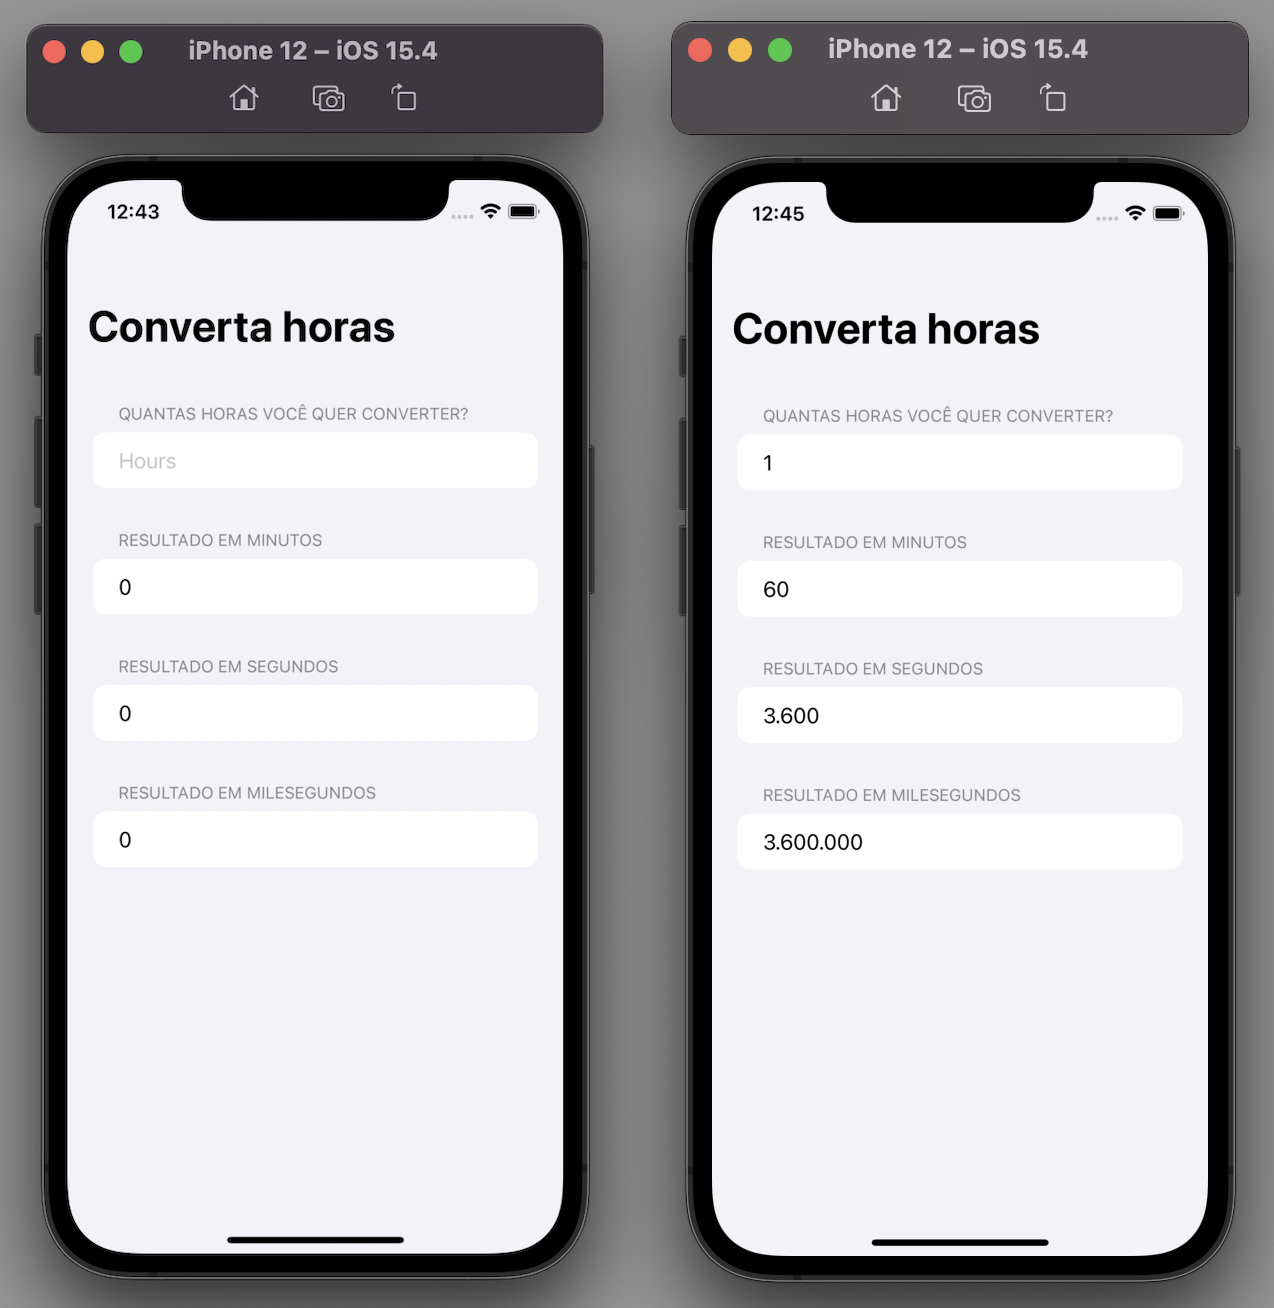 iPhone 12 – iOS 15.4
12:43
Converta horas
QUANTAS HORAS VOCÊ QUER CONVERTER?
Hours
RESULTADO EM MINUTOS
0
RESULTADO EM SEGUNDOS
0
RESULTADO EM MILESEGUNDOS
0
iPhone 12 – iOS 15.4
12:45
Converta horas
QUANTAS HORAS VOCÊ QUER CONVERTER?
1
RESULTADO EM MINUTOS
60
RESULTADO EM SEGUNDOS
3.600
RESULTADO EM MILESEGUNDOS
3.600.000